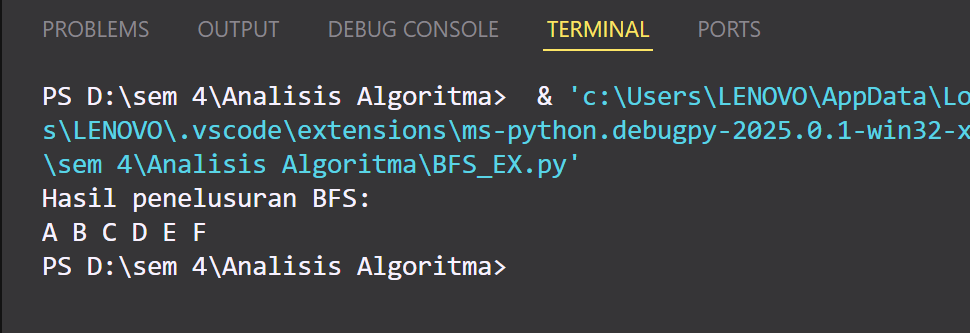 PROBLEMS OUTPUT DEBUG CONSOLE TERMINAL PORTS
PS D:\sem 4\Analisis Algoritma>  & 'c:\Users\LENOVO\AppData\Lo
s\LENOVO\.vscode\extensions\ms-python.debugpy-2025.0.1-win32-x
\sem 4\Analisis Algoritma\BFS_EX.py'
Hasil penelusuran BFS:
A B C D E F
PS D:\sem 4\Analisis Algoritma>